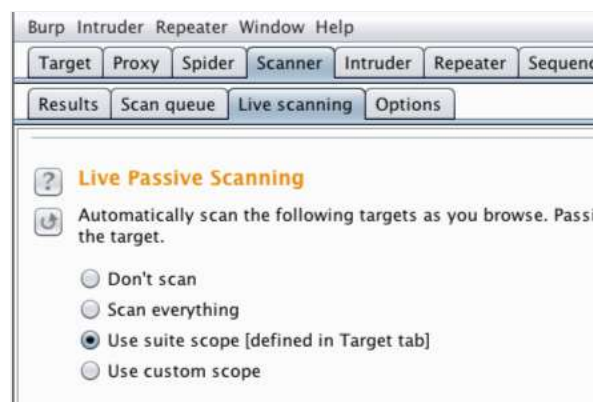 Burp Intruder Repeater Window Help
Target Proxy Spider Scanner Intruder Repeater
Results Scan queue Live scanning Options
? Live Passive Scanning
Automatically scan the following targets as you browse.
the target.
Don't scan
Scan everything
Use suite scope [defined in Target tab]
Use custom scope